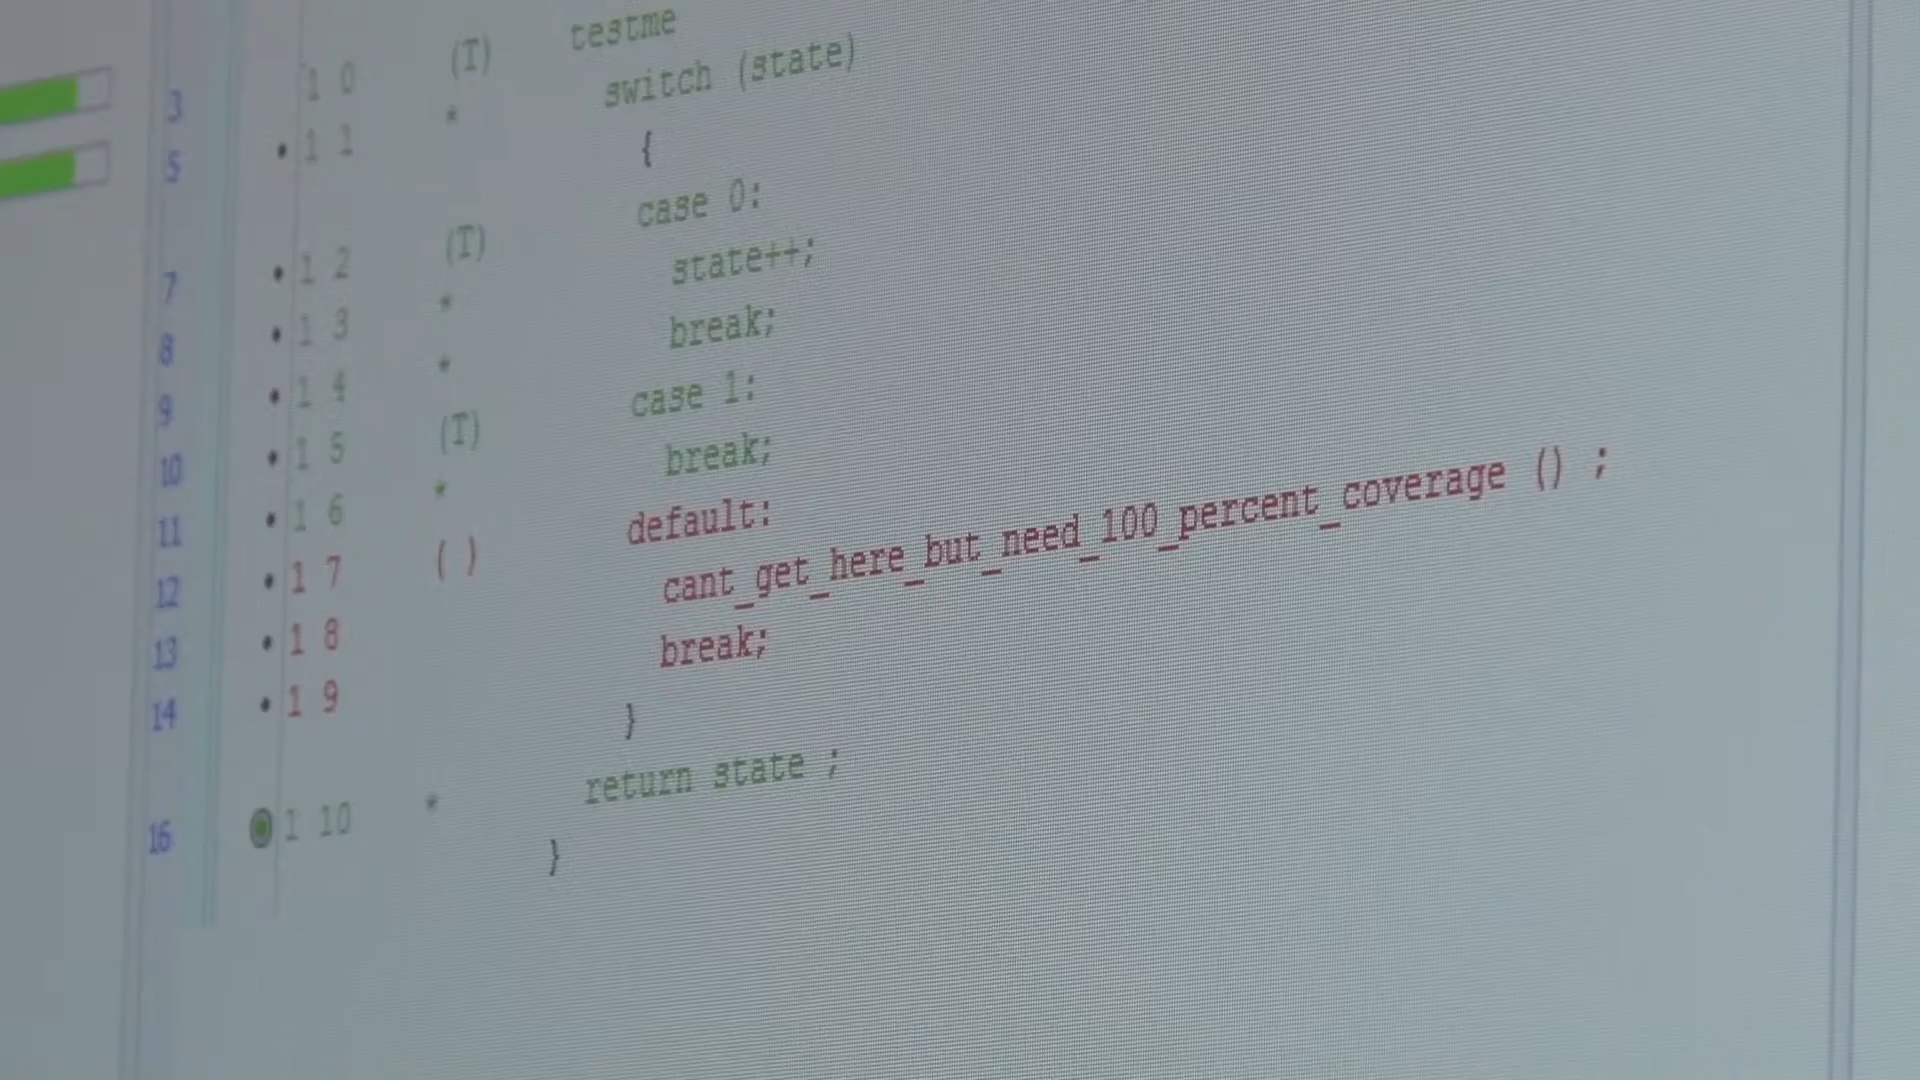 3 1 0 (T) testme
5 • 1 1 * switch (state)
{
7 • 1 2 (T) case 0:
8 • 1 3 * state++;
9 • 1 4 * break;
10 • 1 5 (T) case 1:
11 • 1 6 * break;
12 • 1 7 ( ) default:
13 • 1 8 cant_get_here_but_need_100_percent_coverage () ;
14 • 1 9 break;
}
16 1 10 * return state ;
}